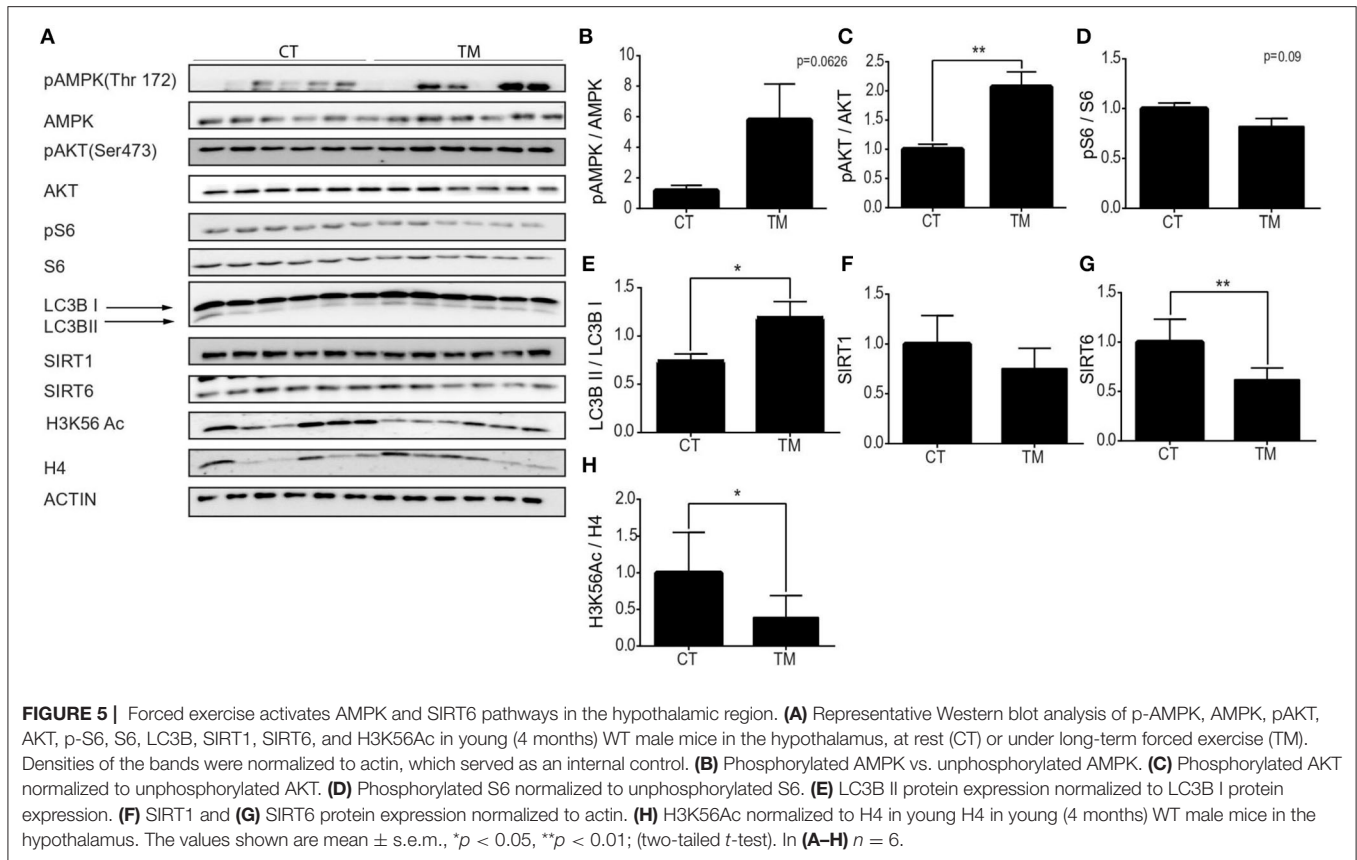 A
CT
TM
pAMPK(Thr 172)
AMPK
pAKT(Ser473)
AKT
pS6
S6
LC3B I
LC3BII
SIRT1
SIRT6
H3K56 Ac
H4
ACTIN
B
pAMPK / AMPK
10
8
6
4
2
0
p=0.0626
CT
TM
C
pAKT / AKT
2.5
2.0
1.5
1.0
0.5
0.0
**
CT
TM
D
pS6 / S6
1.5
1.0
0.5
0.0
p=0.09
CT
TM
E
LC3B II / LC3B I
1.5
1.0
0.5
0.0
*
CT
TM
F
SIRT1
1.5
1.0
0.5
0.0
CT
TM
G
SIRT6
1.5
1.0
0.5
0.0
**
CT
TM
H
H3K56Ac / H4
2.0
1.5
1.0
0.5
0.0
*
CT
TM
FIGURE 5 | Forced exercise activates AMPK and SIRT6 pathways in the hypothalamic region. (A) Representative Western blot analysis of p-AMPK, AMPK, pAKT,
AKT, p-S6, S6, LC3B, SIRT1, SIRT6, and H3K56Ac in young (4 months) WT male mice in the hypothalamus, at rest (CT) or under long-term forced exercise (TM).
Densities of the bands were normalized to actin, which served as an internal control. (B) Phosphorylated AMPK vs. unphosphorylated AMPK. (C) Phosphorylated AKT
normalized to unphosphorylated AKT. (D) Phosphorylated S6 normalized to unphosphorylated S6. (E) LC3B II protein expression normalized to LC3B I protein
expression. (F) SIRT1 and (G) SIRT6 protein expression normalized to actin. (H) H3K56Ac normalized to H4 in young H4 in young (4 months) WT male mice in the
hypothalamus. The values shown are mean ± s.e.m., *p < 0.05, **p < 0.01; (two-tailed t-test). In (A–H) n = 6.